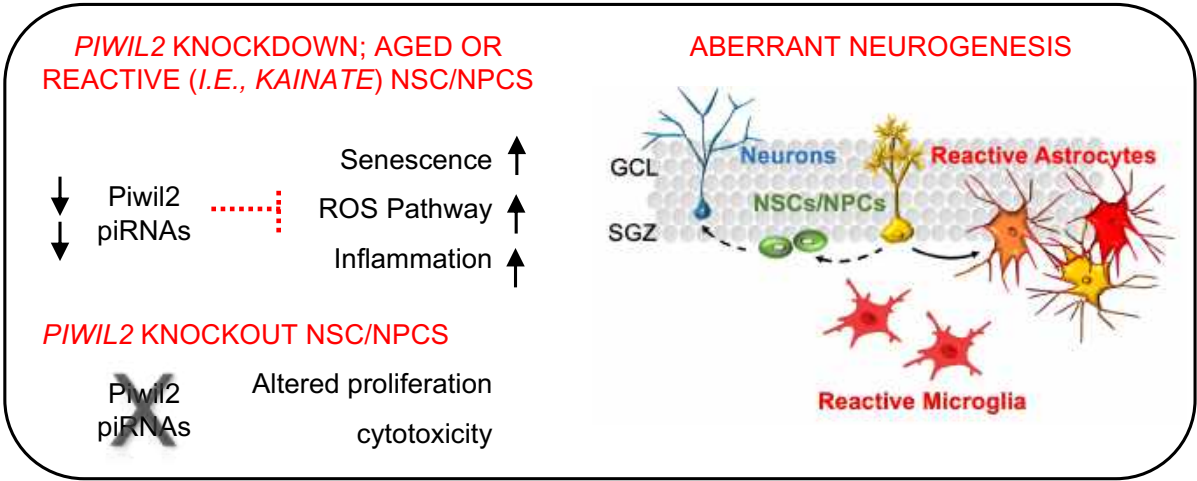 PIWIL2 KNOCKDOWN; AGED OR
REACTIVE (I.E., KAINATE) NSC/NPCS
Piwil2
piRNAs
Senescence
ROS Pathway
Inflammation
PIWIL2 KNOCKOUT NSC/NPCS
Piwil2
piRNAs
Altered proliferation
cytotoxicity
ABERRANT NEUROGENESIS
GCL
Neurons
Reactive Astrocytes
NSCs/NPCs
SGZ
Reactive Microglia